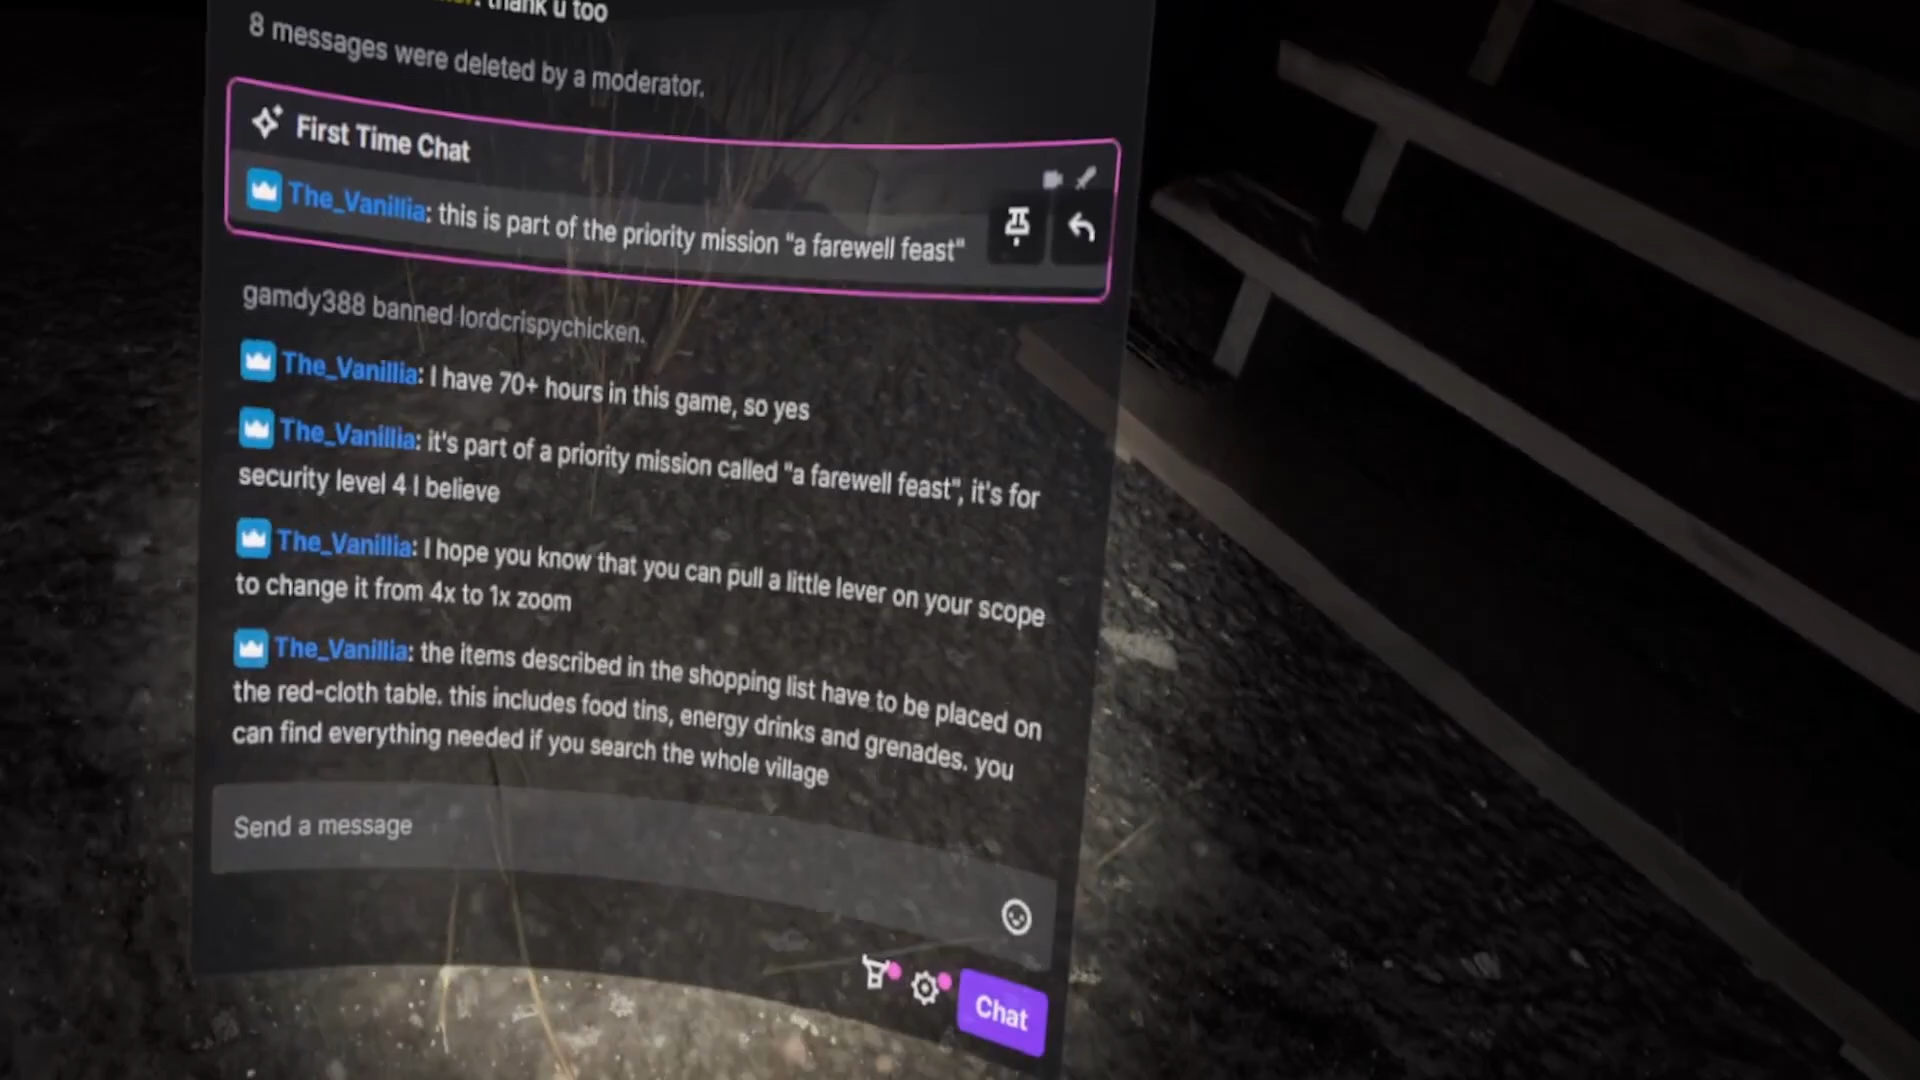 thank u too
8 messages were deleted by a moderator.
First Time Chat
The_Vanillia: this is part of the priority mission "a farewell feast"
gamdy388 banned lordcrispychicken.
The_Vanillia: I have 70+ hours in this game, so yes
The_Vanillia: it's part of a priority mission called "a farewell feast", it's for
security level 4 I believe
The_Vanillia: I hope you know that you can pull a little lever on your scope
to change it from 4x to 1x zoom
The_Vanillia: the items described in the shopping list have to be placed on
the red-cloth table. this includes food tins, energy drinks and grenades. you
can find everything needed if you search the whole village
Send a message
Chat